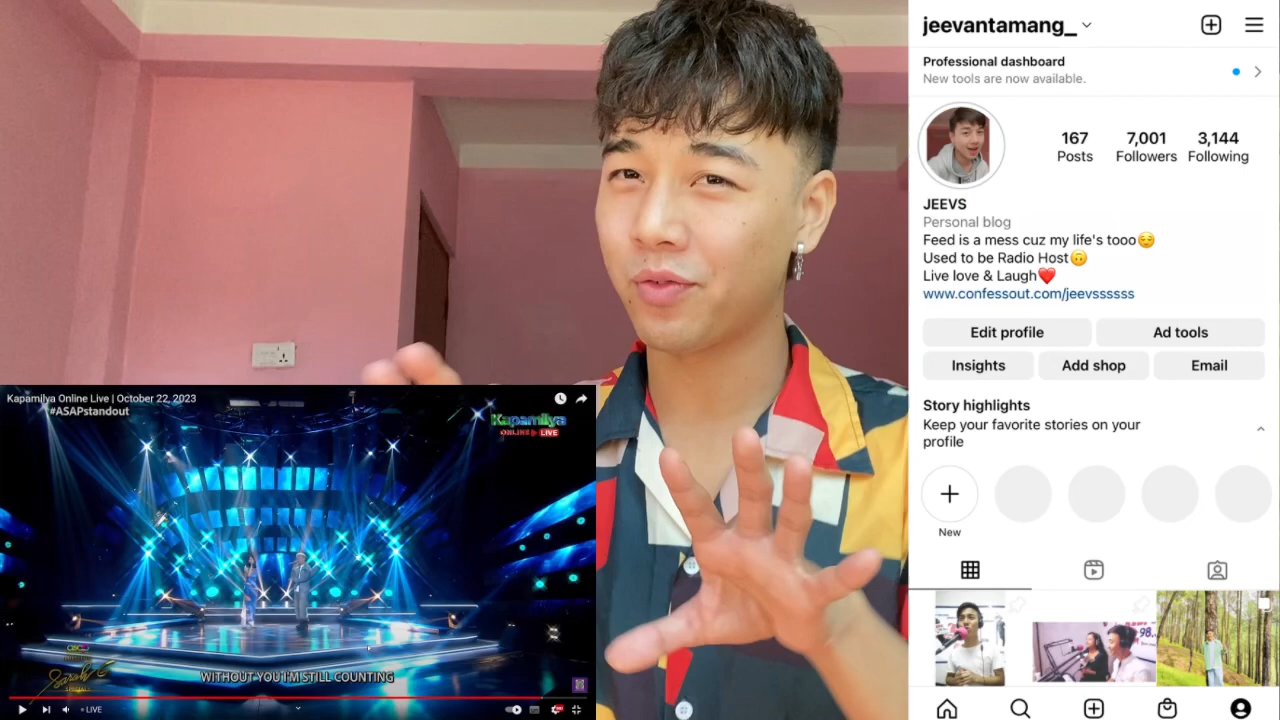 jeevantamang_
Professional dashboard
New tools are now available.
167
Posts
7,001
Followers
3,144
Following
JEEVS
Personal blog
Feed is a mess cuz my life's tooo😌
Used to be Radio Host🙃
Live love & Laugh❤️
www.confessout.com/jeevssssss
Edit profile
Ad tools
Insights
Add shop
Email
Story highlights
Keep your favorite stories on your
profile
New
98.
Kapamilya Online Live | October 22, 2023
#ASAPstandout
Kapamilya
ONLINE LIVE
Sarah G
WITHOUT YOU I'M STILL COUNTING
LIVE